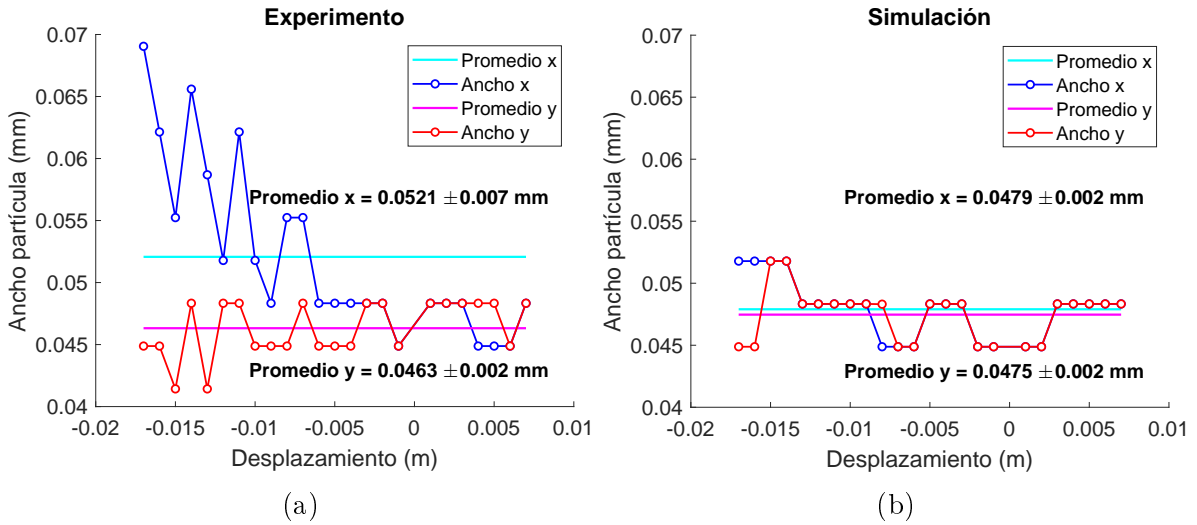 Experimento
0.07
0.065
0.06
0.055
0.05
0.045
0.04
Ancho partícula (mm)
Promedio x
Ancho x
Promedio y
Ancho y
Promedio x = 0.0521 ±0.007 mm
Promedio y = 0.0463 ±0.002 mm
-0.02 -0.015 -0.01 -0.005 0 0.005 0.01
Desplazamiento (m)
(a)
Simulación
0.07
0.065
0.06
0.055
0.05
0.045
0.04
Ancho partícula (mm)
Promedio x
Ancho x
Promedio y
Ancho y
Promedio x = 0.0479 ±0.002 mm
Promedio y = 0.0475 ±0.002 mm
-0.02 -0.015 -0.01 -0.005 0 0.005 0.01
Desplazamiento (m)
(b)